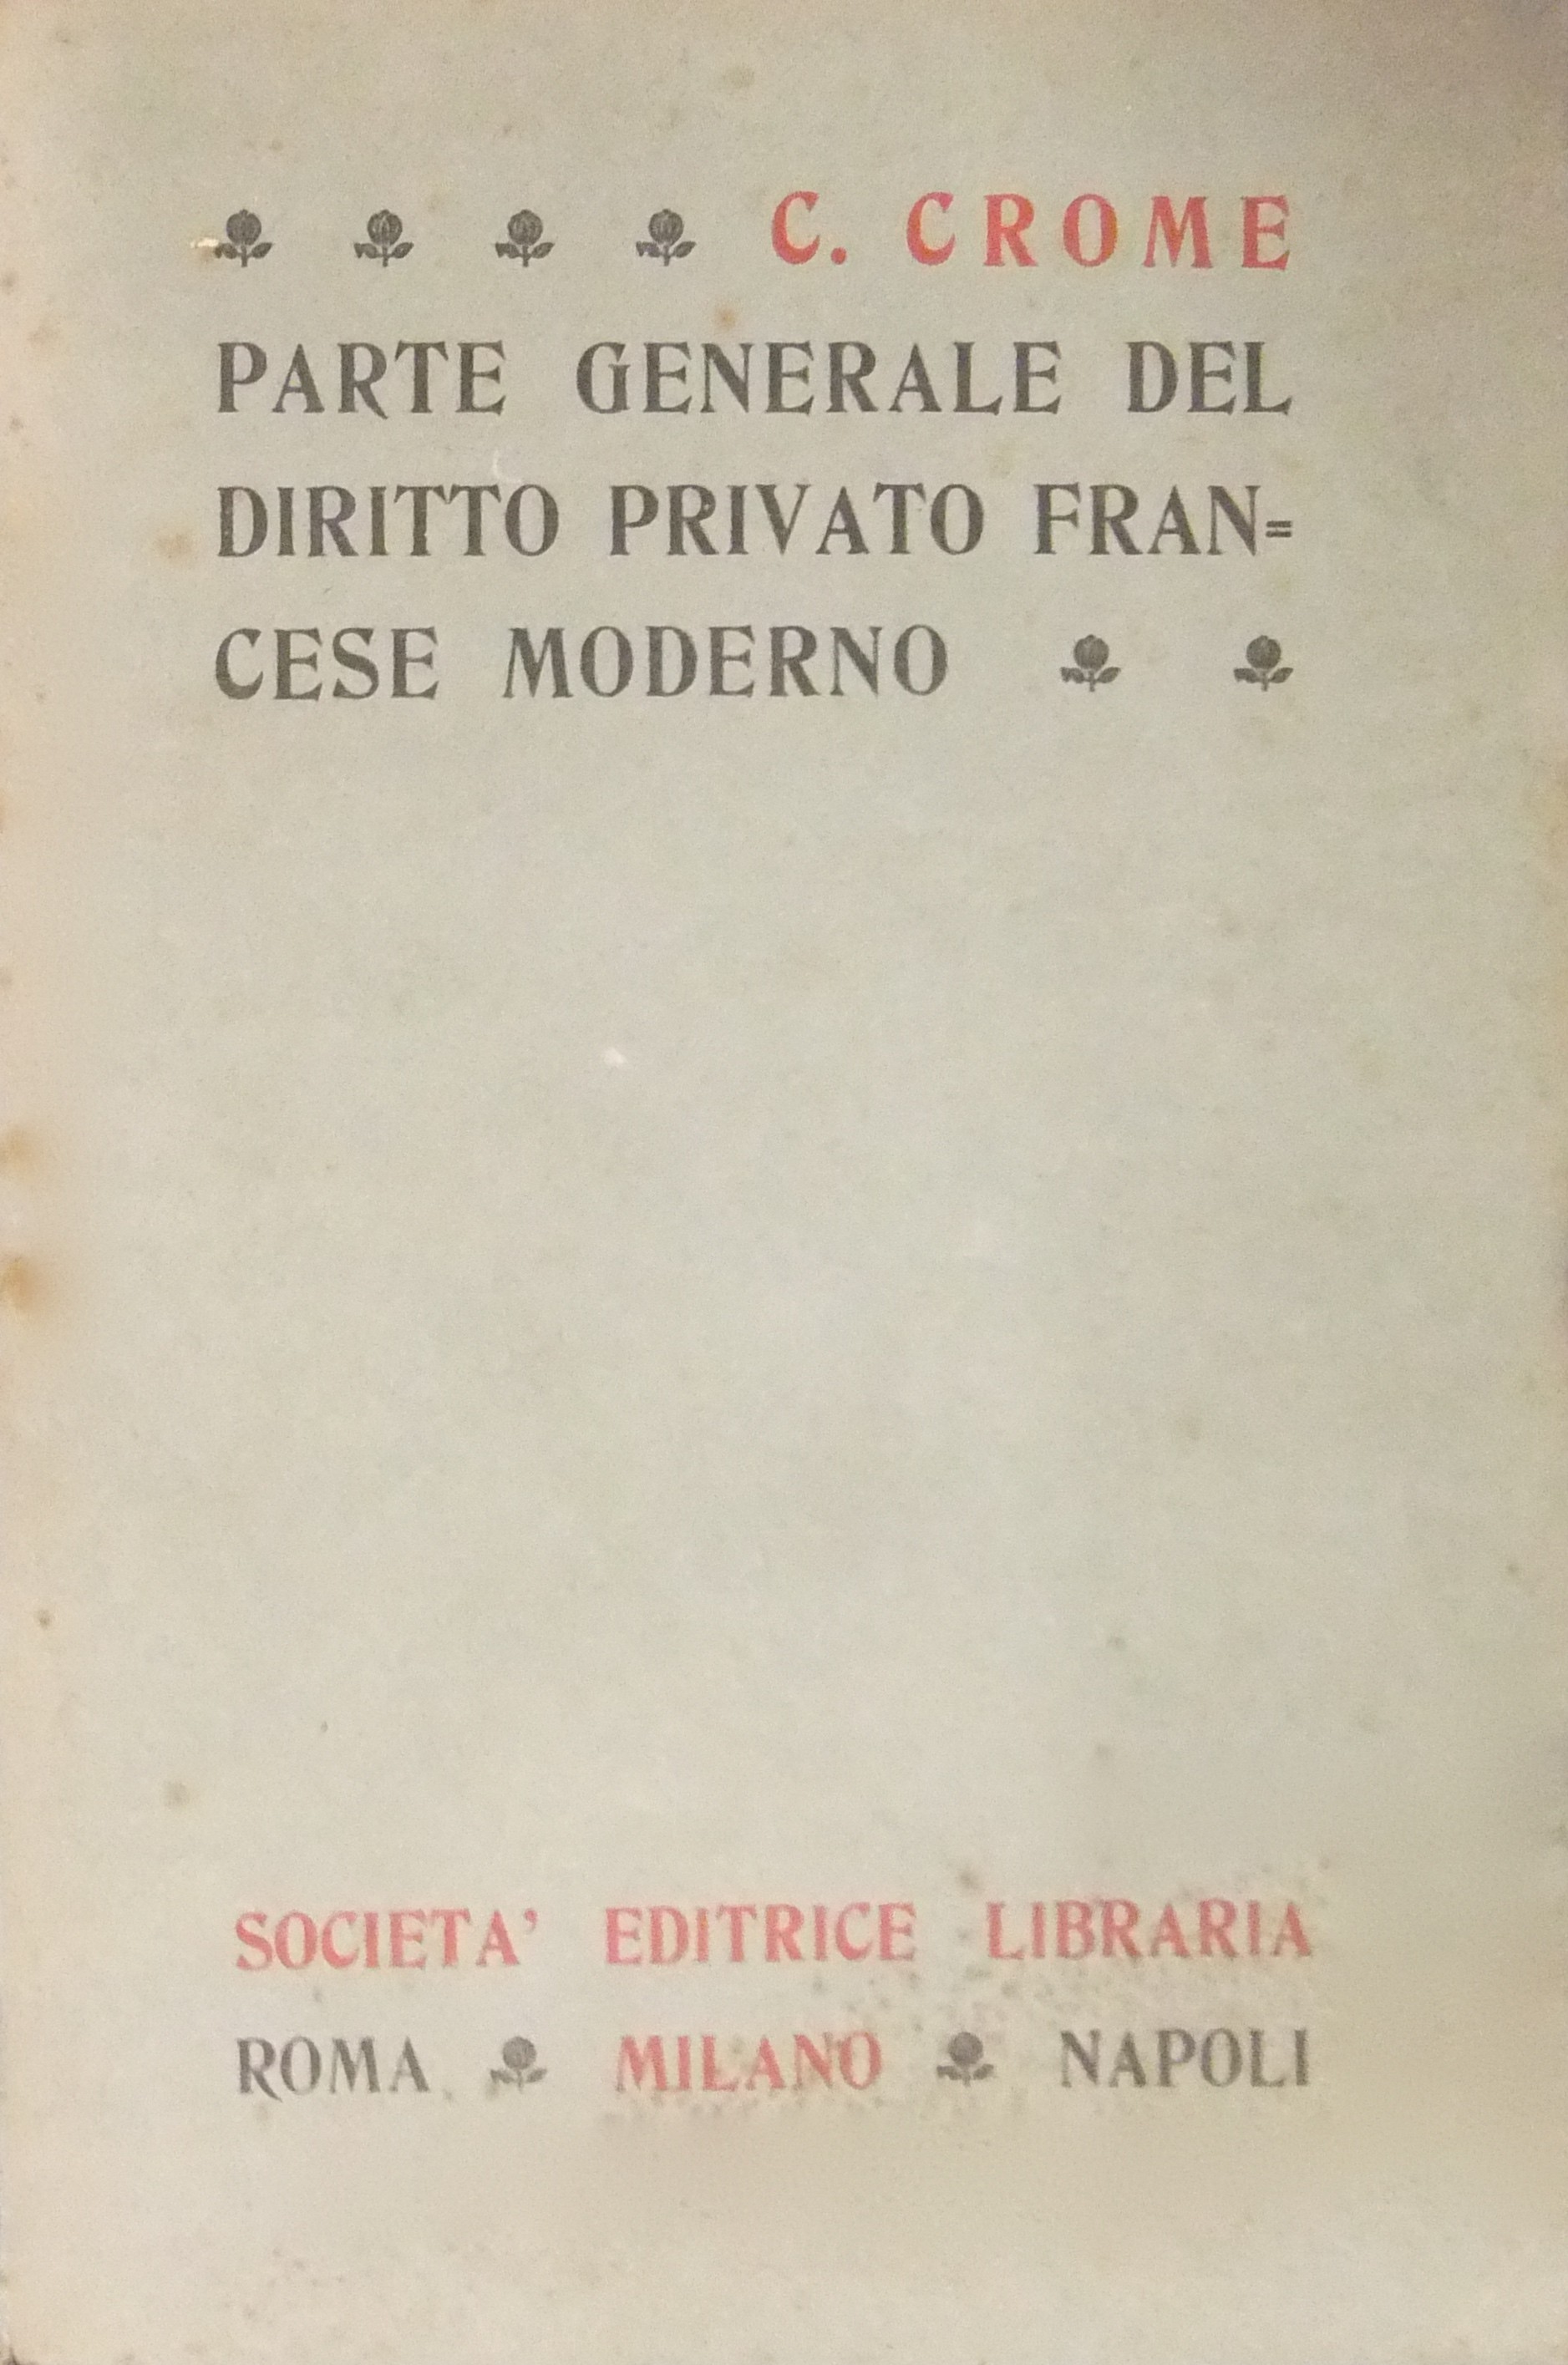 C. CROME
PARTE GENERALE DEL
DIRITTO PRIVATO FRAN=
CESE MODERNO
SOCIETA' EDITRICE LIBRARIA
ROMA MILANO NAPOLI